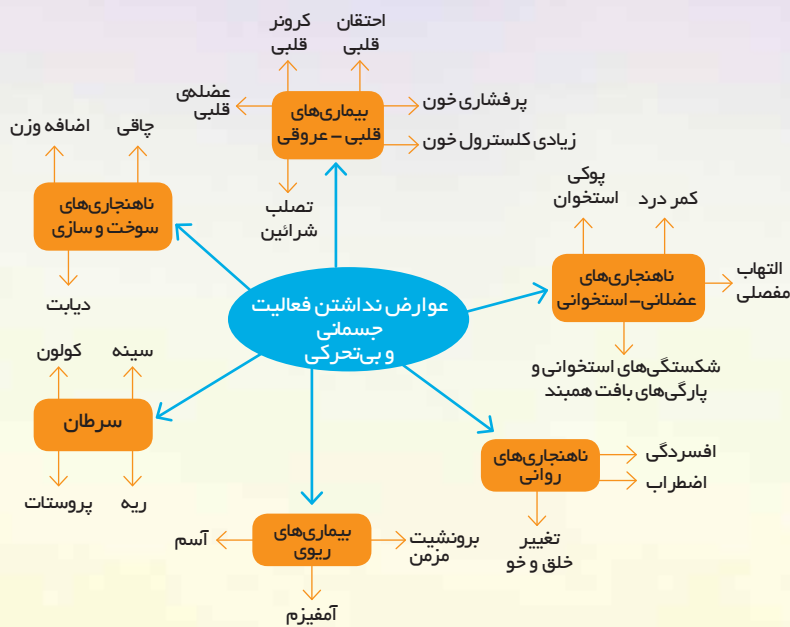 عوارض نداشتن فعالیت
جسمانی
و بی‌تحرکی
بیماری‌های
قلبی – عروقی
احتقان
قلبی
کرونر
قلبی
عضله‌ی
قلبی
پرفشاری خون
زیادی کلسترول خون
تصلب
شرائین
ناهنجاری‌های
عضلانی–استخوانی
پوکی
استخوان
کمر درد
التهاب
مفصلی
شکستگی‌های استخوانی و
پارگی‌های بافت همبند
ناهنجاری‌های
روانی
افسردگی
اضطراب
تغییر
خلق و خو
بیماری‌های
ریوی
برونشیت
مزمن
آسم
آمفیزم
سرطان
سینه
کولون
ریه
پروستات
ناهنجاری‌های
سوخت و سازی
چاقی
اضافه وزن
دیابت